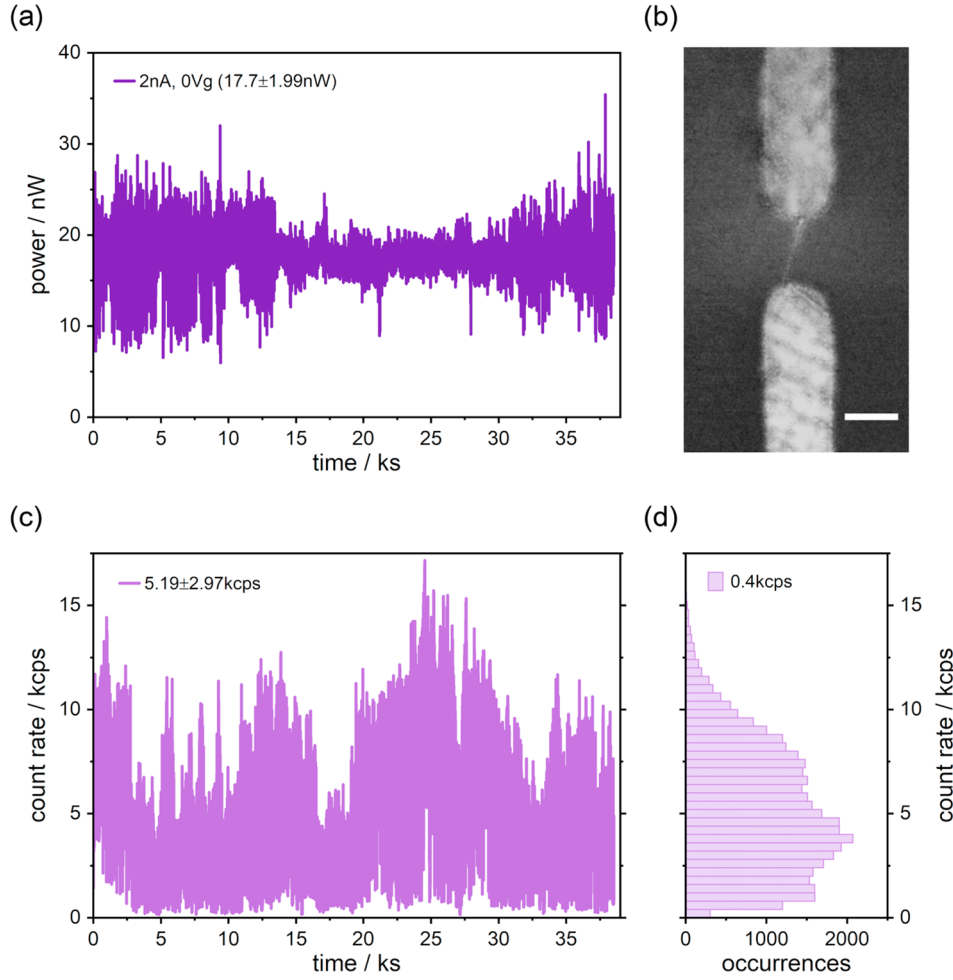 (a)
(b)
40
30
20
10
0
power / nW
2nA, 0Vg (17.7±1.99nW)
0 5 10 15 20 25 30 35
time / ks
(c)
(d)
15
10
5
0
count rate / kcps
5.19±2.97kcps
0 5 10 15 20 25 30 35
time / ks
0.4kcps
15
10
5
0
count rate / kcps
0 1000 2000
occurrences